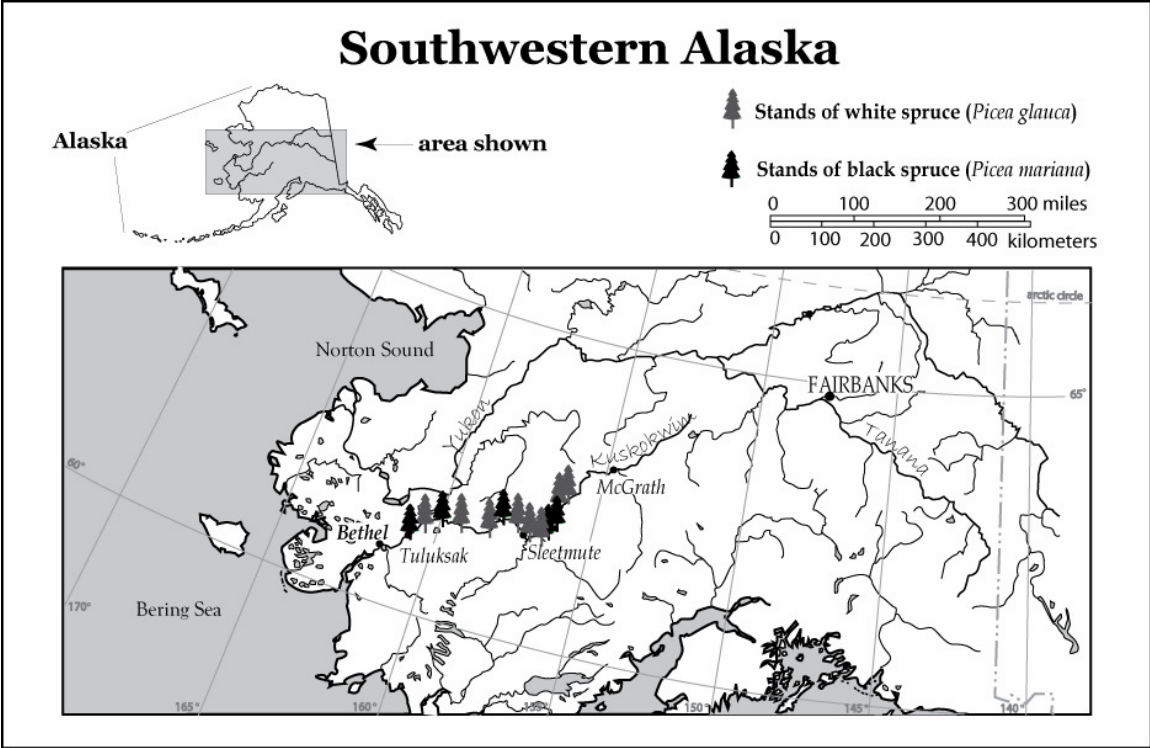 Southwestern Alaska
Alaska
area shown
Stands of white spruce (Picea glauca)
Stands of black spruce (Picea mariana)
0 100 200 300 miles
0 100 200 300 400 kilometers
arctic circle
Norton Sound
FAIRBANKS
65°
Yukon
Kuskokwim
Tanana
60°
McGrath
Bethel
Tuluksak
Sleetmute
170°
Bering Sea
165°
160°
155°
150°
145°
140°